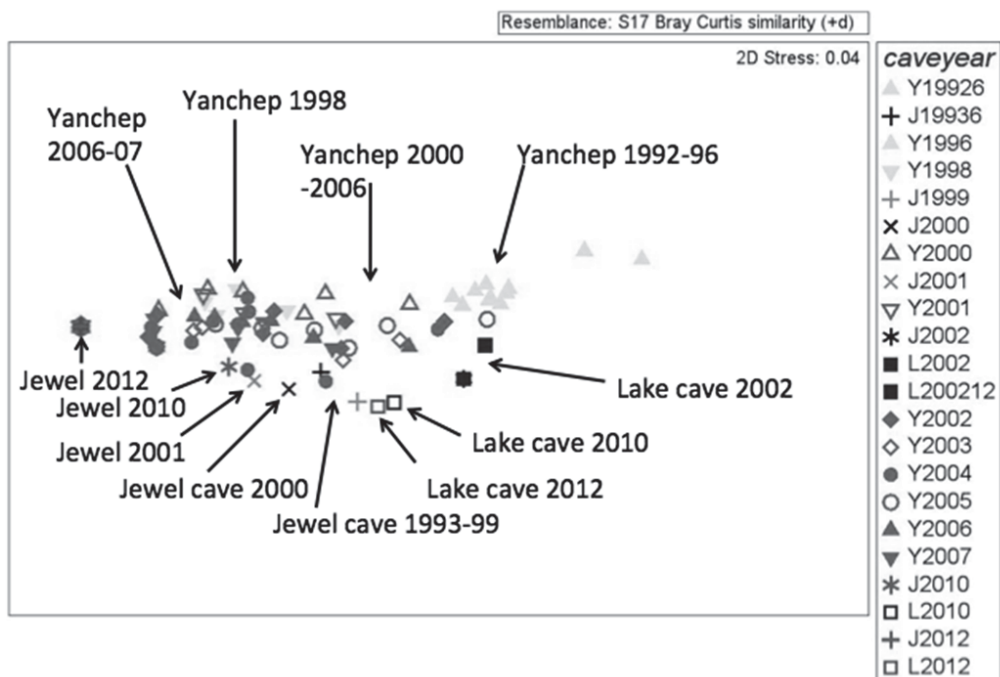 Resemblance: S17 Bray Curtis similarity (+d)
2D Stress: 0.04
Yanchep
2006-07
Yanchep 1998
Yanchep 2000
-2006
Yanchep 1992-96
Jewel 2012
Jewel 2010
Jewel 2001
Jewel cave 2000
Jewel cave 1993-99
Lake cave 2002
Lake cave 2010
Lake cave 2012
caveyear
Y19926
J19936
Y1996
Y1998
J1999
J2000
Y2000
J2001
Y2001
J2002
L2002
L200212
Y2002
Y2003
Y2004
Y2005
Y2006
Y2007
J2010
L2010
J2012
L2012